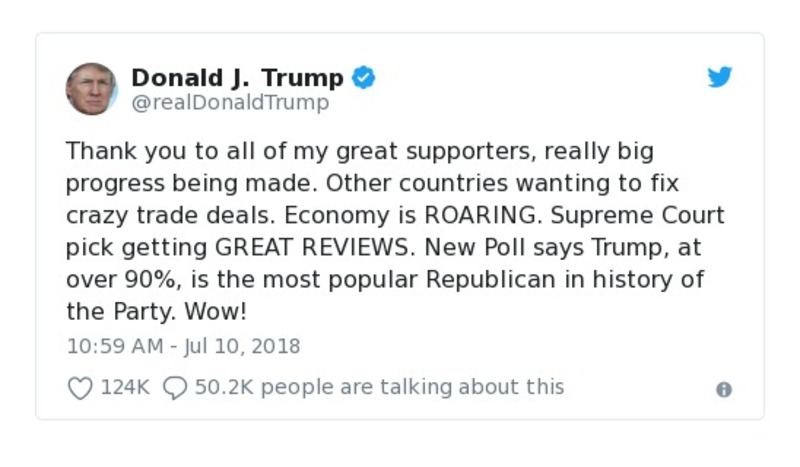 Donald J. Trump
@realDonaldTrump
Thank you to all of my great supporters, really big
progress being made. Other countries wanting to fix
crazy trade deals. Economy is ROARING. Supreme Court
pick getting GREAT REVIEWS. New Poll says Trump, at
over 90%, is the most popular Republican in history of
the Party. Wow!
10:59 AM - Jul 10, 2018
124K 50.2K people are talking about this